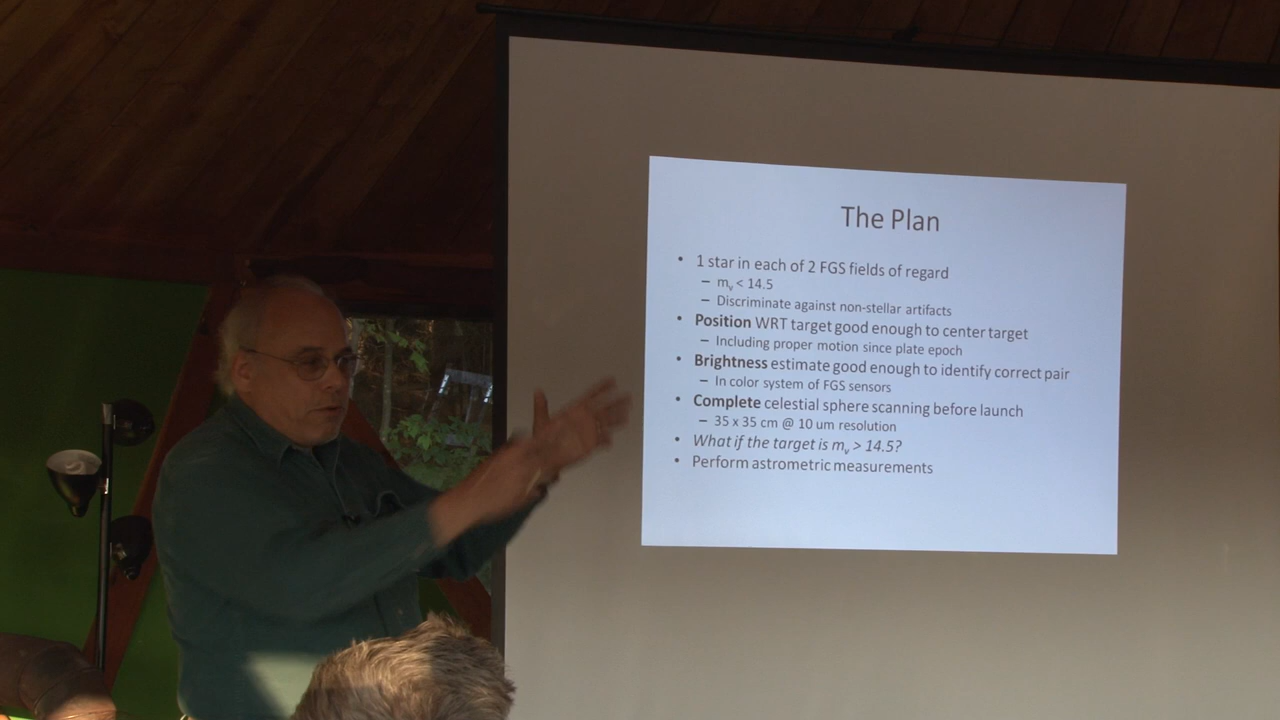 The Plan
• 1 star in each of 2 FGS fields of regard
– mv < 14.5
– Discriminate against non-stellar artifacts
• Position WRT target good enough to center target
– Including proper motion since plate epoch
• Brightness estimate good enough to identify correct pair
– In color system of FGS sensors
• Complete celestial sphere scanning before launch
– 35 x 35 cm @ 10 um resolution
• What if the target is mv > 14.5?
• Perform astrometric measurements